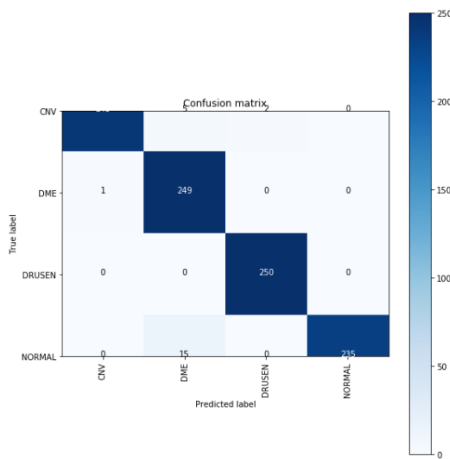 Confusion matrix
CNV 5 2 0
DME 1 249 0 0
DRUSEN 0 0 250 0
NORMAL 0 15 0 235
CNV DME DRUSEN NORMAL
True label
Predicted label
250
200
150
100
50
0